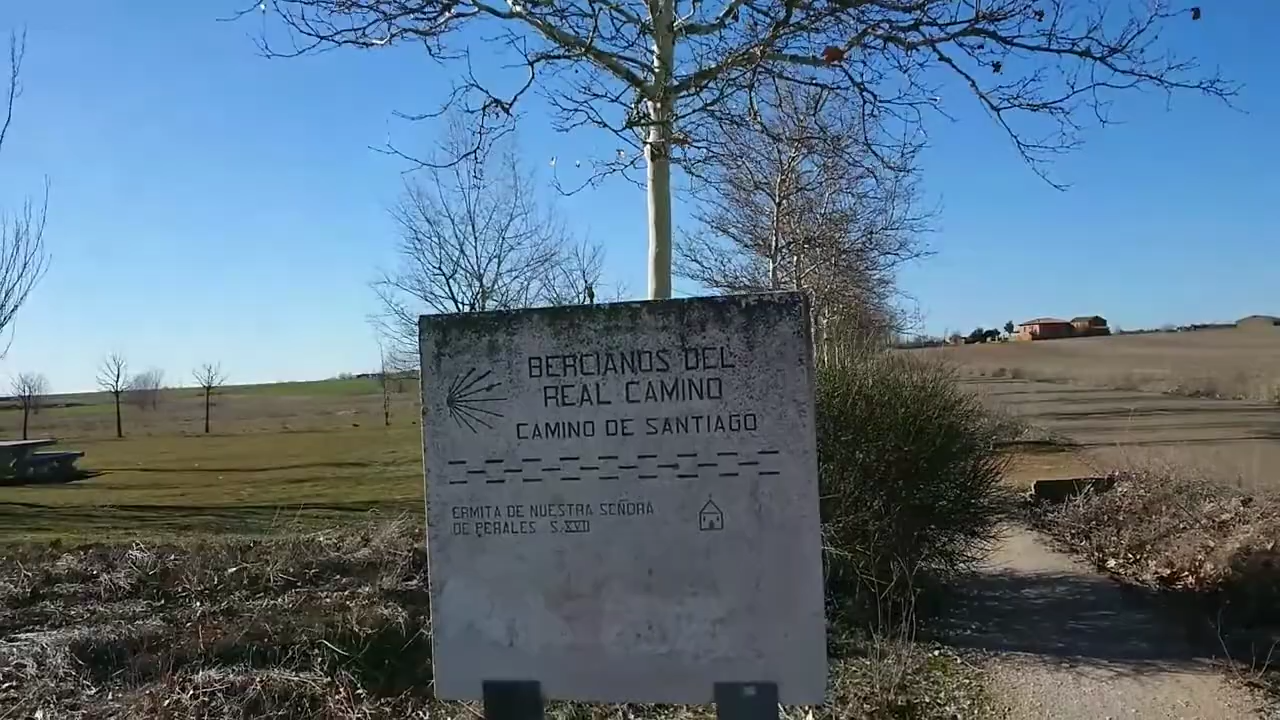 BERCIANOS DEL
REAL CAMINO
CAMINO DE SANTIAGO
ERMITA DE NUESTRA SEÑORA
DE PERALES S.XVII